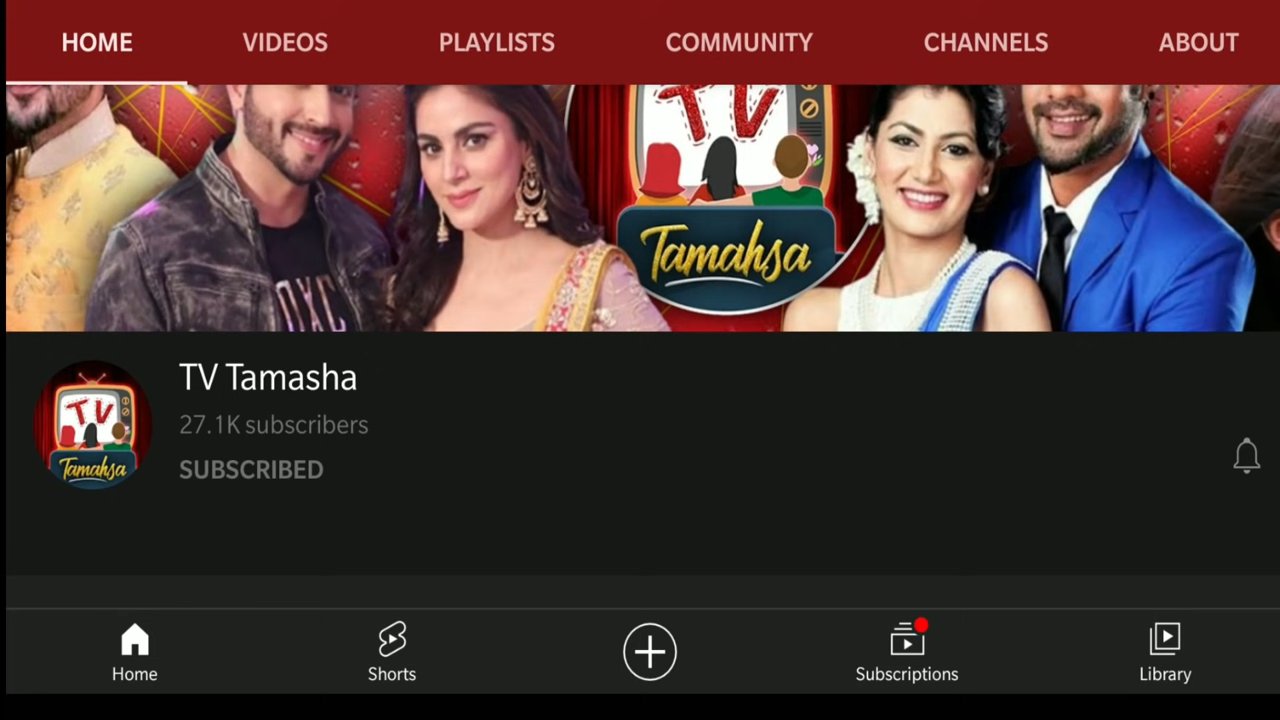 HOME VIDEOS PLAYLISTS COMMUNITY CHANNELS ABOUT
TV
Tamahsa
TV Tamasha
27.1K subscribers
SUBSCRIBED
TV
Tamahsa
Home Shorts Subscriptions Library